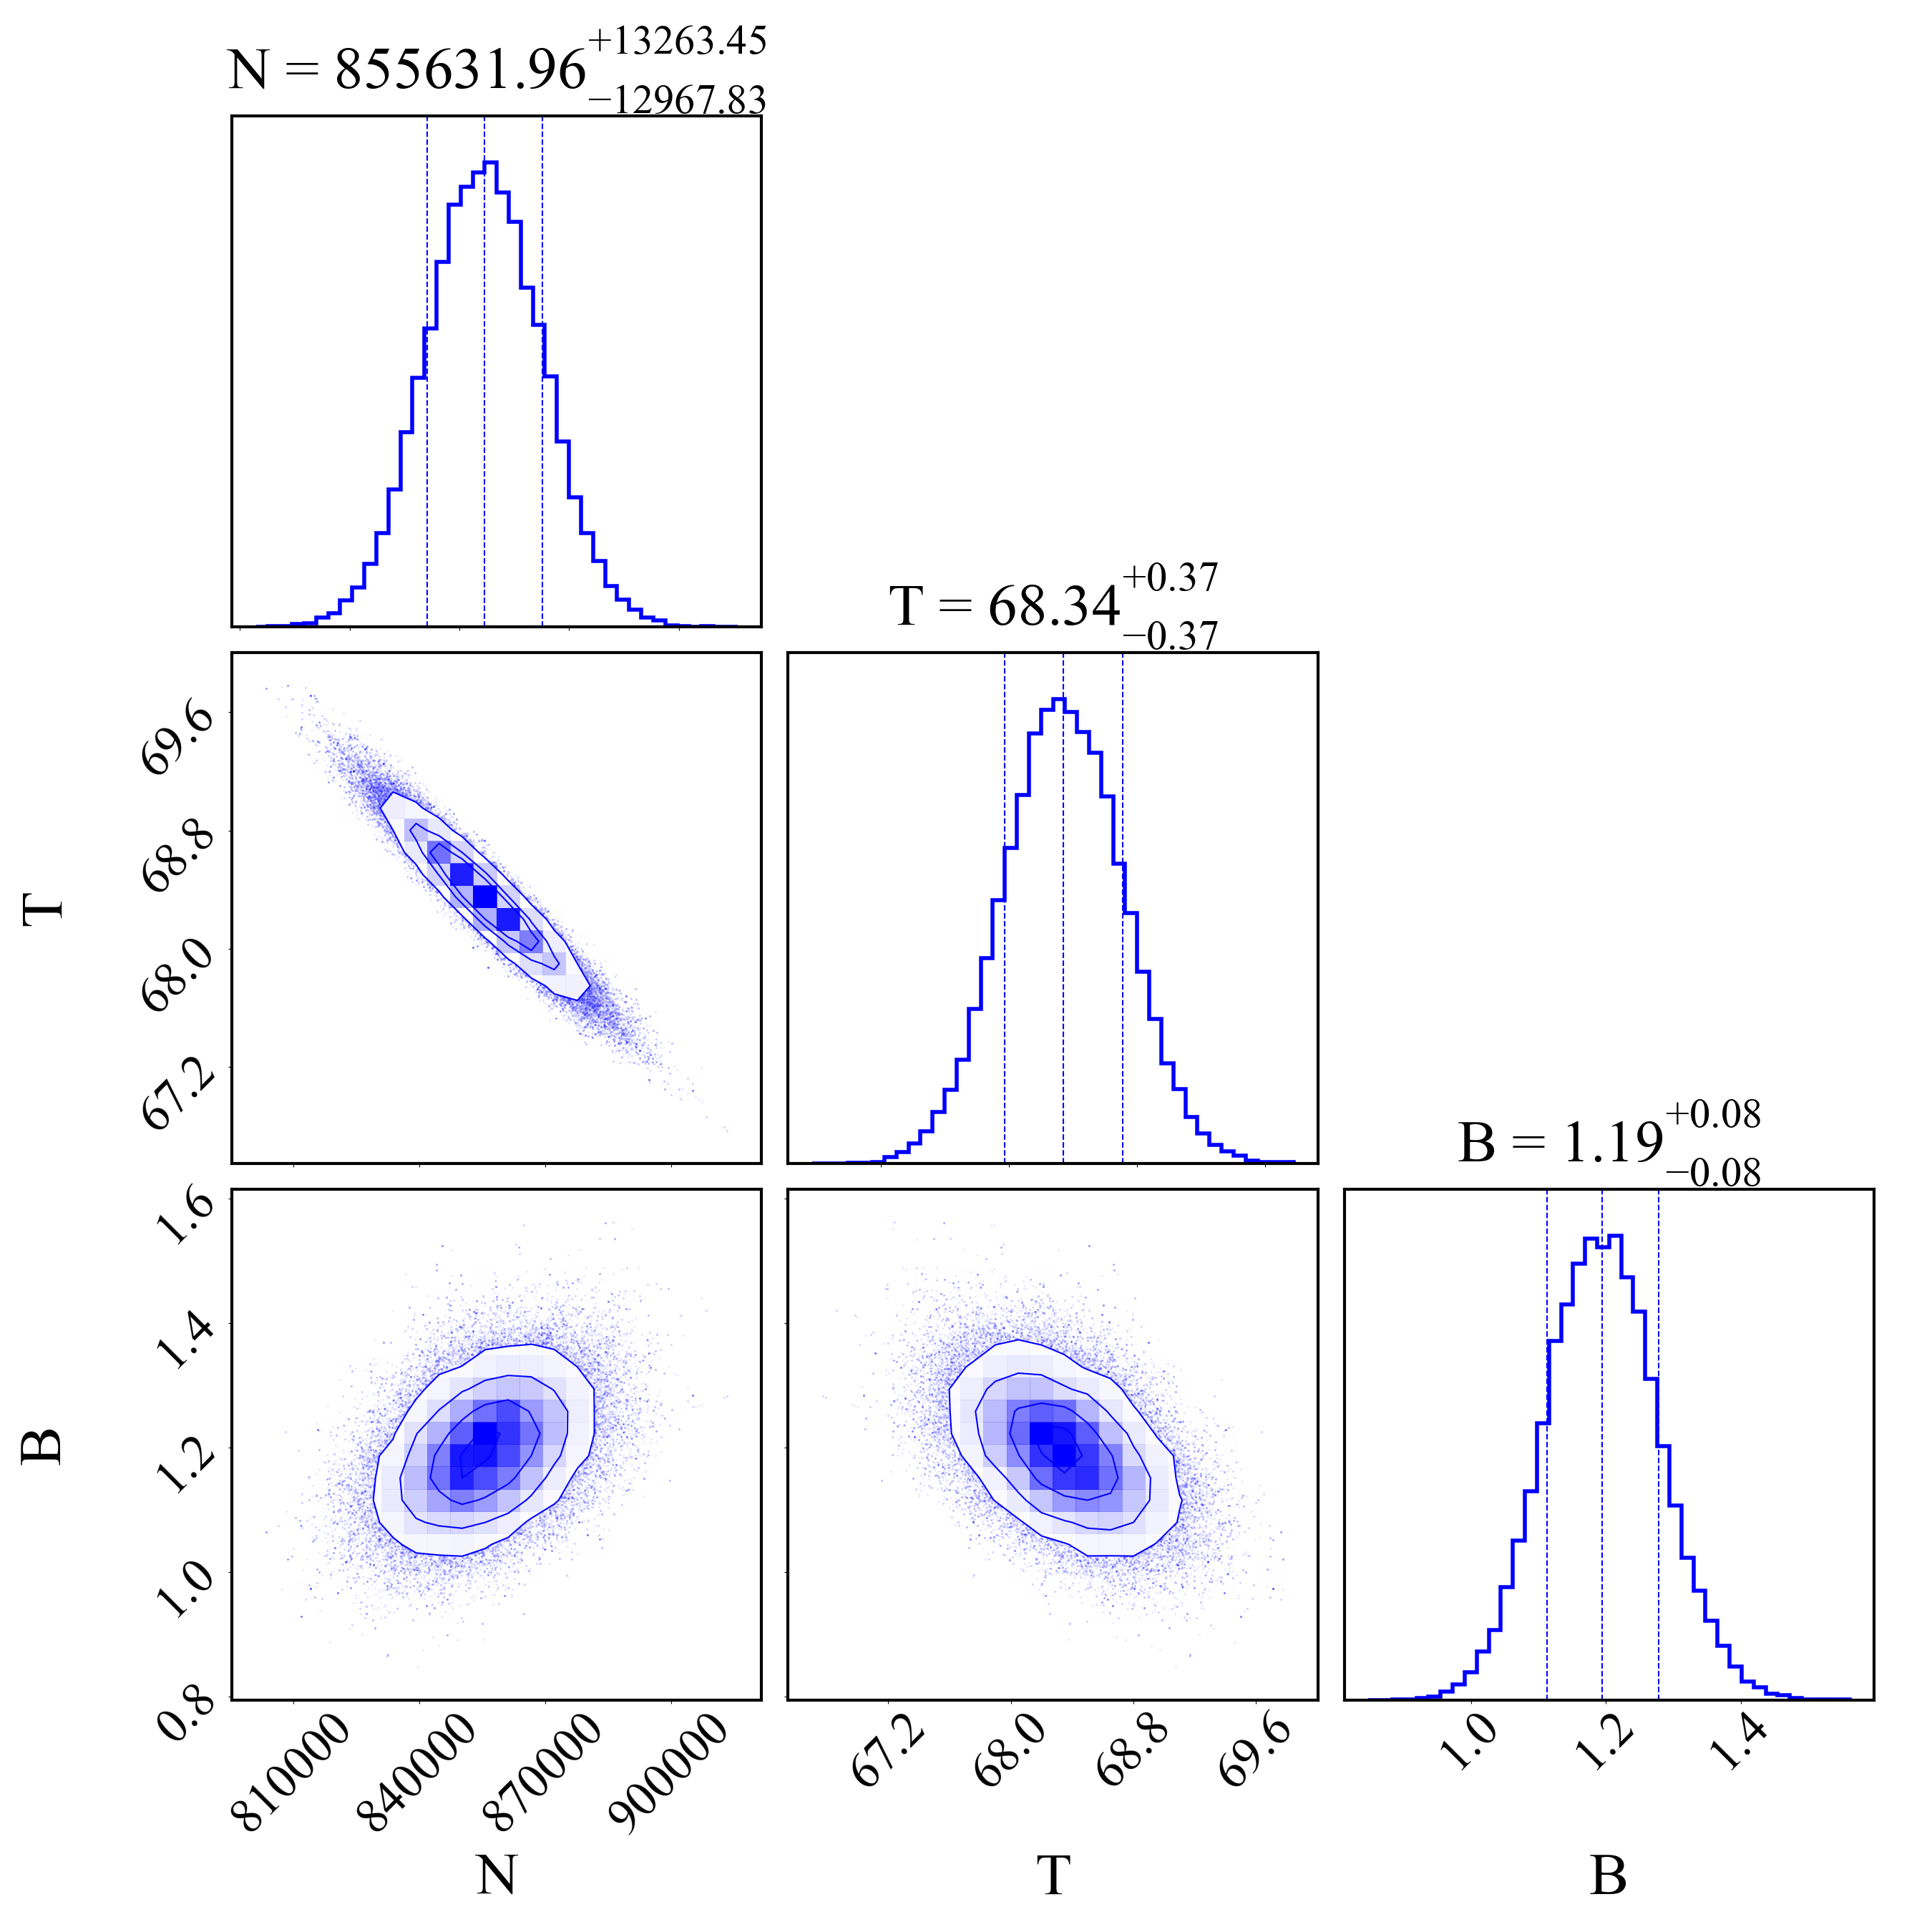 N = 855631.96 +13263.45 −12967.83
T = 68.34 +0.37 −0.37
T
69.6
68.8
68.0
67.2
B = 1.19 +0.08 −0.08
B
1.6
1.4
1.2
1.0
0.8
810000 840000 870000 900000
67.2 68.0 68.8 69.6
1.0 1.2 1.4
N T B